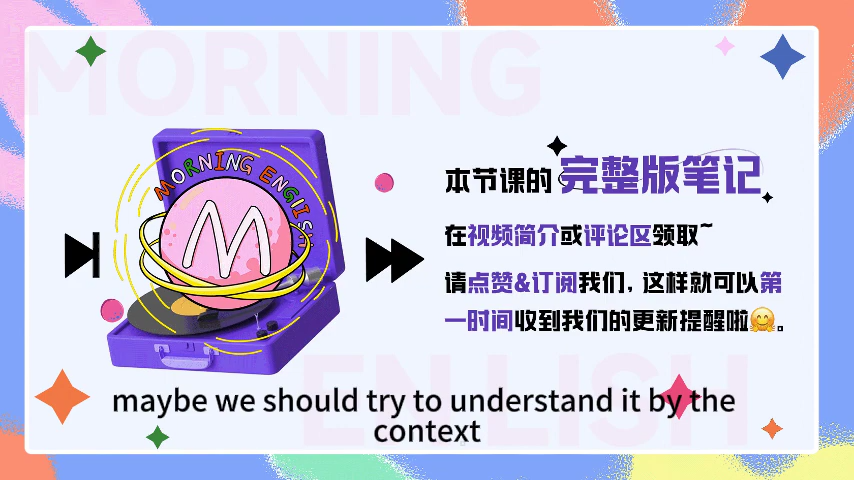 MORNING
MORNING ENGLISH
M
本节课的 完整版笔记
在视频简介或评论区领取~
请点赞&订阅我们，这样就可以第
一时间收到我们的更新提醒啦🤗。
ENGLISH
maybe we should try to understand it by the
context